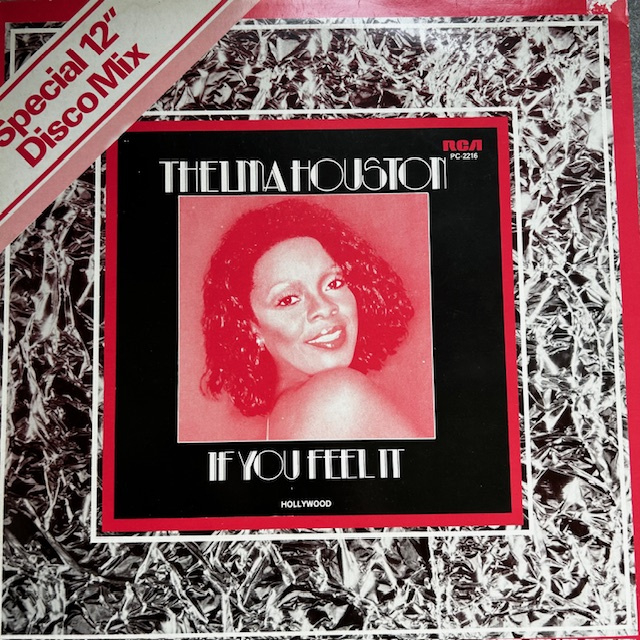 Special 12"
Disco Mix
RCA
PC-2216
THELMA HOUSTON
IF YOU FEEL IT
HOLLYWOOD